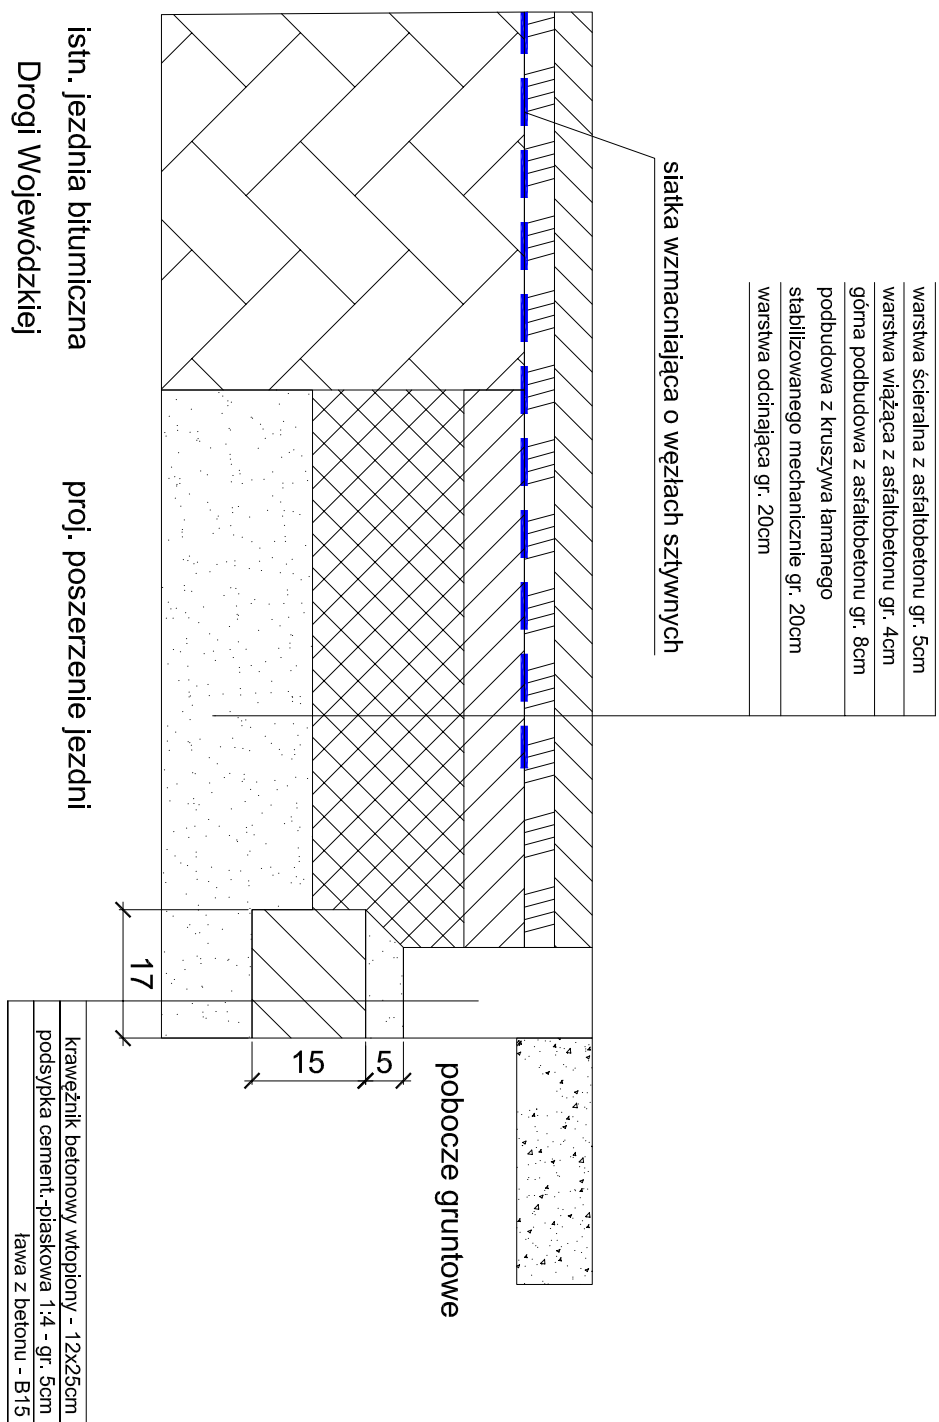 warstwa ścieralna z asfaltobetonu gr. 5cm
warstwa wiążąca z asfaltobetonu gr. 4cm
górna podbudowa z asfaltobetonu gr. 8cm
podbudowa z kruszywa łamanego
stabilizowanego mechanicznie gr. 20cm
warstwa odcinająca gr. 20cm
siatka wzmacniająca o węzłach sztywnych
pobocze gruntowe
5
15
17
istn. jezdnia bitumiczna
Drogi Wojewódzkiej
proj. poszerzenie jezdni
krawężnik betonowy wtopiony - 12x25cm
podsypka cement.-piaskowa 1:4 - gr. 5cm
ława z betonu - B15